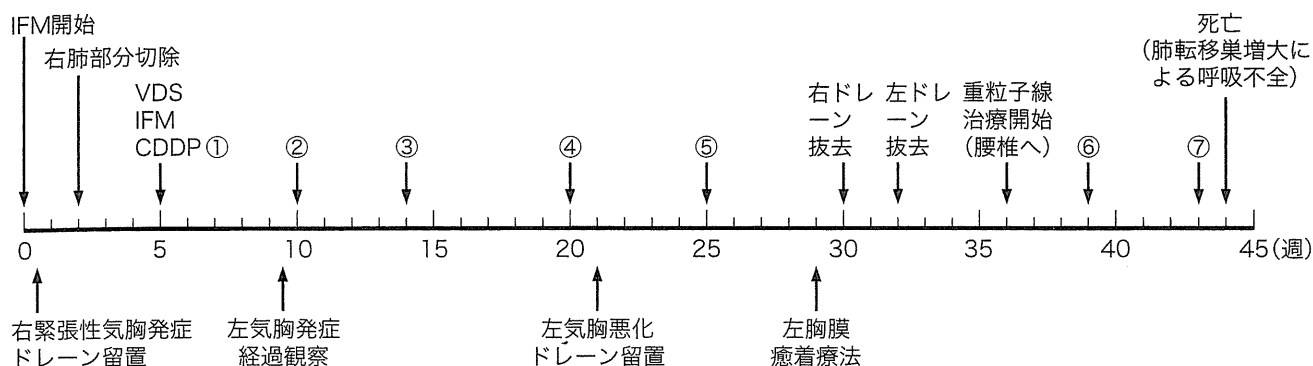 IFM開始
右肺部分切除
VDS
IFM
CDDP ①
②
③
④
⑤
右ドレ
ーン
抜去
左ドレ
ーン
抜去
重粒子線
治療開始
(腰椎へ)
⑥
⑦
死亡
(肺転移巣増大に
よる呼吸不全)
0 5 10 15 20 25 30 35 40 45(週)
右緊張性気胸発症
ドレーン留置
左気胸発症
経過観察
左気胸悪化
ドレーン留置
左胸膜
癒着療法